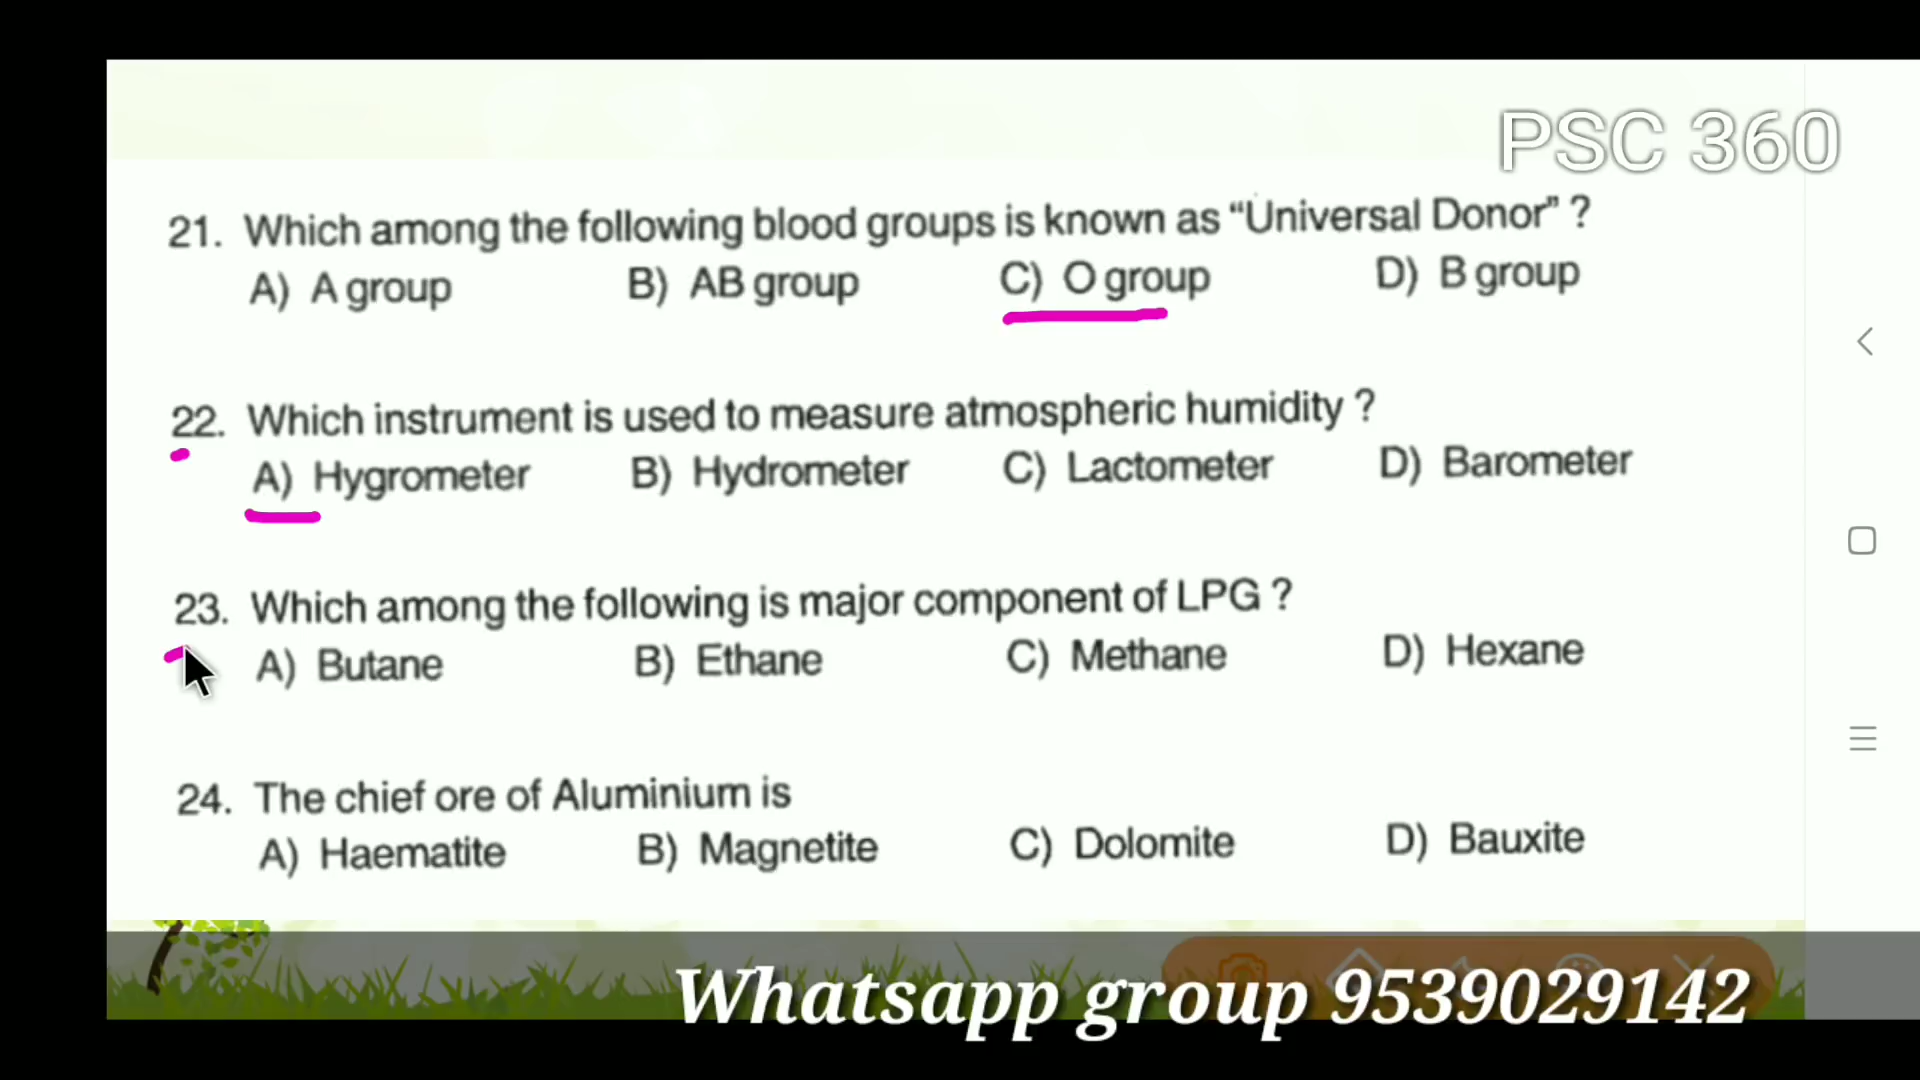 PSC 360
21. Which among the following blood groups is known as “Universal Donor” ?
A) A group B) AB group C) O group D) B group
22. Which instrument is used to measure atmospheric humidity ?
A) Hygrometer B) Hydrometer C) Lactometer D) Barometer
23. Which among the following is major component of LPG ?
A) Butane B) Ethane C) Methane D) Hexane
24. The chief ore of Aluminium is
A) Haematite B) Magnetite C) Dolomite D) Bauxite
Whatsapp group 9539029142